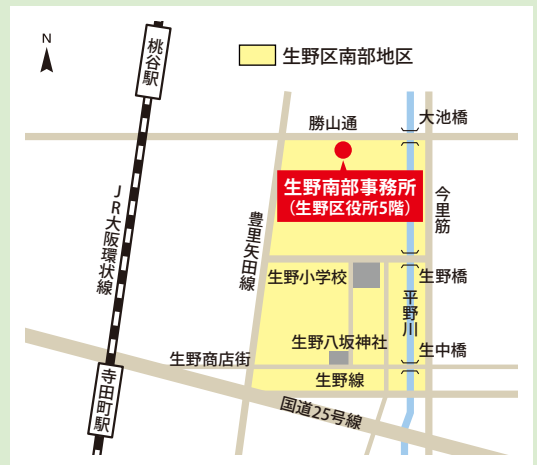 N
桃谷駅
生野区南部地区
勝山通
大池橋
生野南部事務所
（生野区役所5階）
JR大阪環状線
豊里矢田線
今里筋
生野小学校
生野橋
平野川
生野八坂神社
生野商店街
生中橋
生野線
寺田町駅
国道25号線